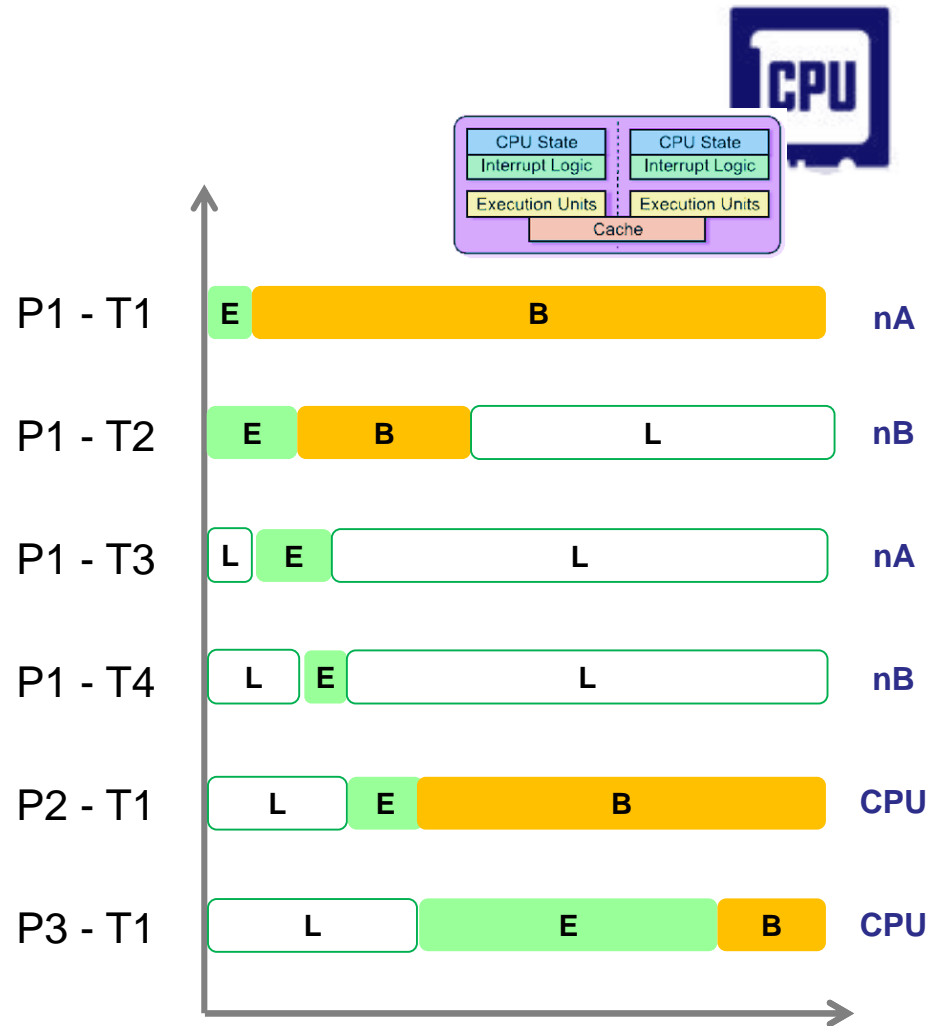 CPU
CPU State CPU State
Interrupt Logic Interrupt Logic
Execution Units Execution Units
Cache
P1 - T1 E B nA
P1 - T2 E B L nB
P1 - T3 L E L nA
P1 - T4 L E L nB
P2 - T1 L E B CPU
P3 - T1 L E B CPU